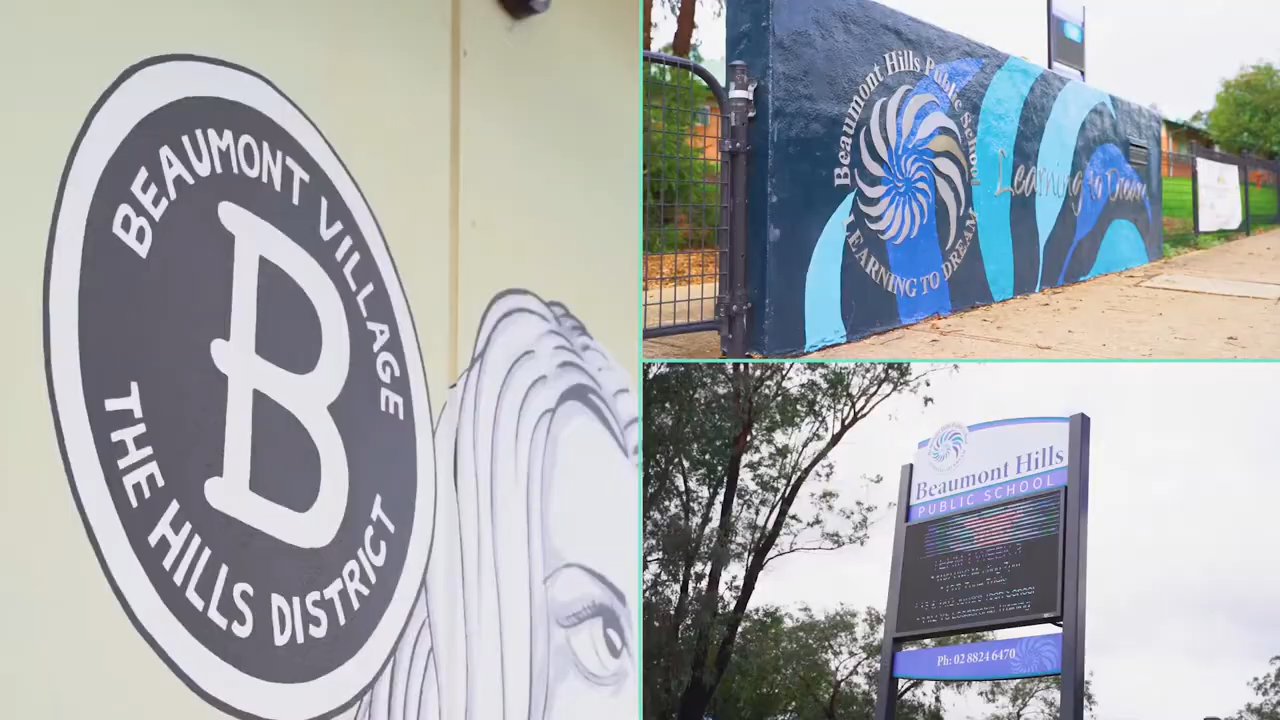 BEAUMONT VILLAGE
B
THE HILLS DISTRICT
Beaumont Hills Public School
LEARNING TO DREAM
Learning to Dream
Beaumont Hills
PUBLIC SCHOOL
Ph: 02 8824 6470